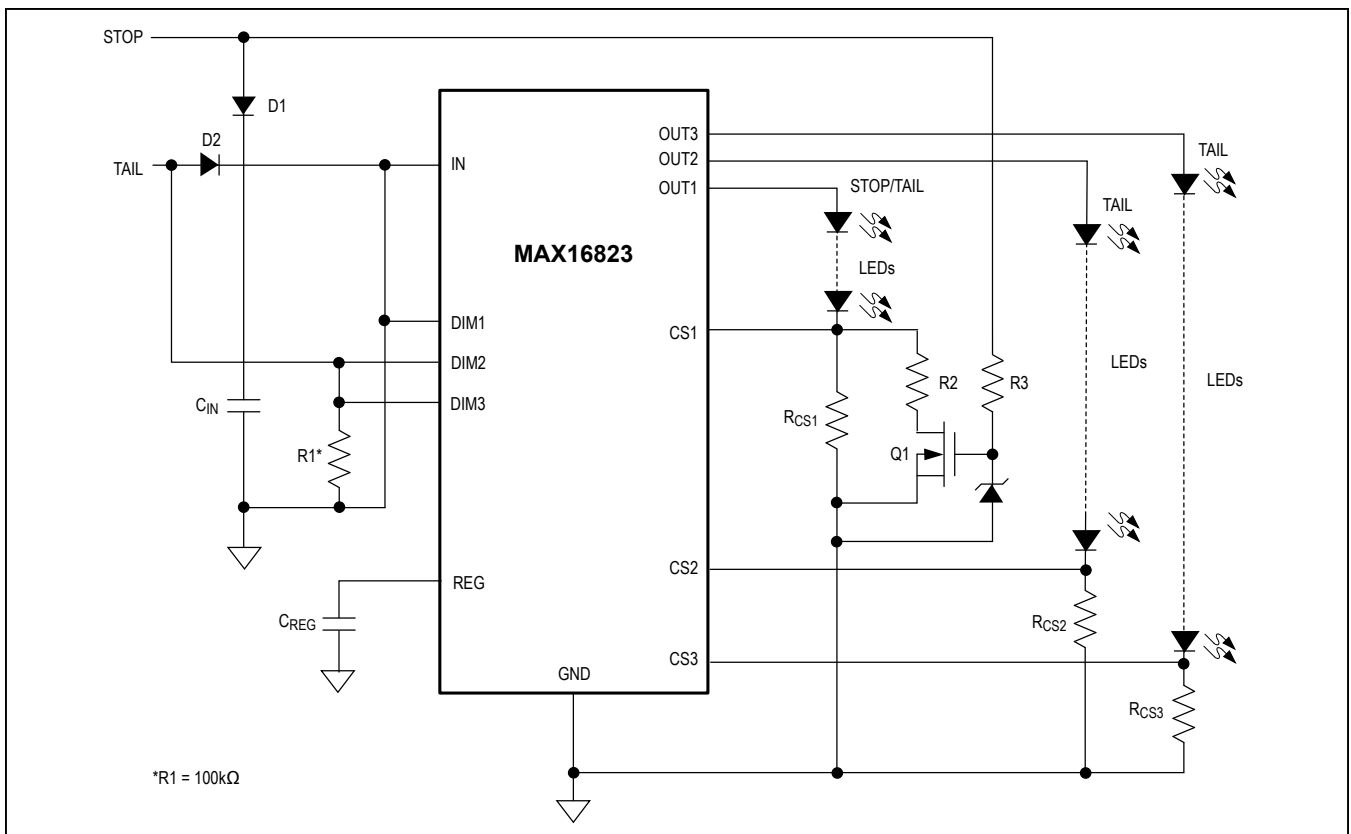 STOP
D1
D2
TAIL
IN
OUT3
OUT2
OUT1
STOP/TAIL
TAIL
TAIL
MAX16823
LEDs
DIM1
CS1
DIM2
LEDs
LEDs
R2
R3
DIM3
CIN
RCS1
R1*
Q1
CS2
REG
CREG
RCS2
CS3
GND
RCS3
*R1 = 100kΩ